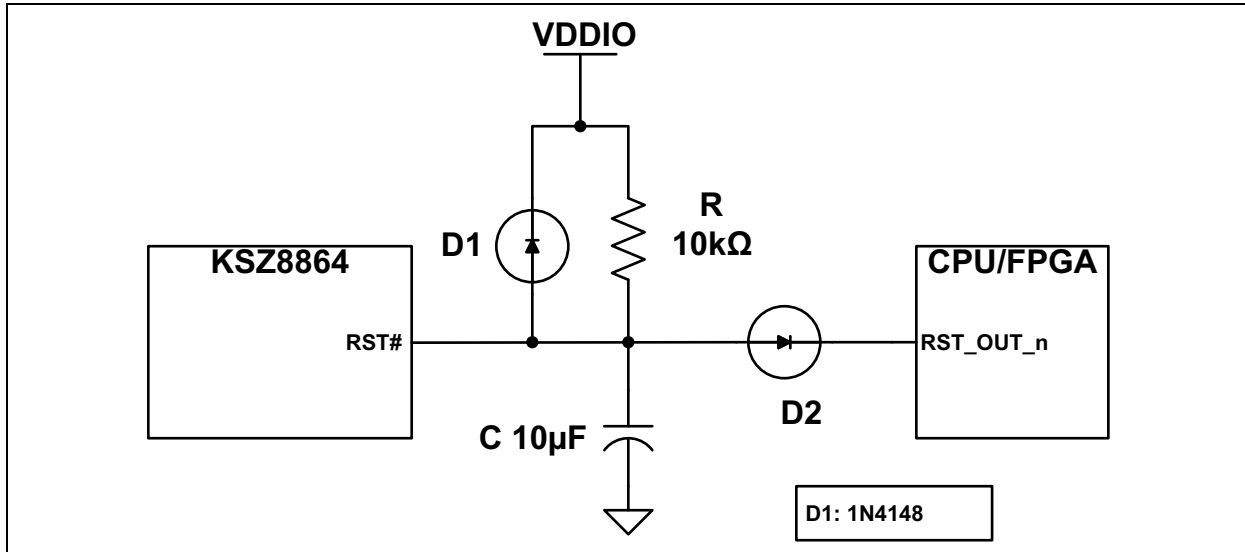 VDDIO
R
10kΩ
D1
KSZ8864
CPU/FPGA
RST#
RST_OUT_n
D2
C 10µF
D1: 1N4148